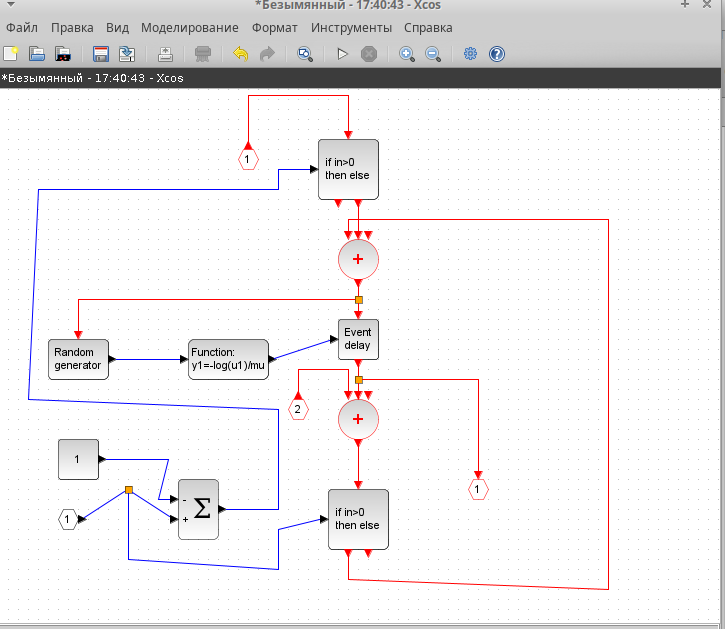 *Безымянный - 17:40:43 - Xcos
Файл Правка Вид Моделирование Формат Инструменты Справка
*Безымянный - 17:40:43 - Xcos
1
if in>0
then else
+
Random
generator
Function:
y1=-log(u1)/mu
Event
delay
2
+
1
1
1
-
+
Σ
if in>0
then else